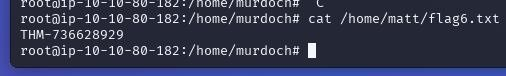 root@ip-10-10-80-182:/home/murdoch# ^C
root@ip-10-10-80-182:/home/murdoch# cat /home/matt/flag6.txt
THM-736628929
root@ip-10-10-80-182:/home/murdoch#